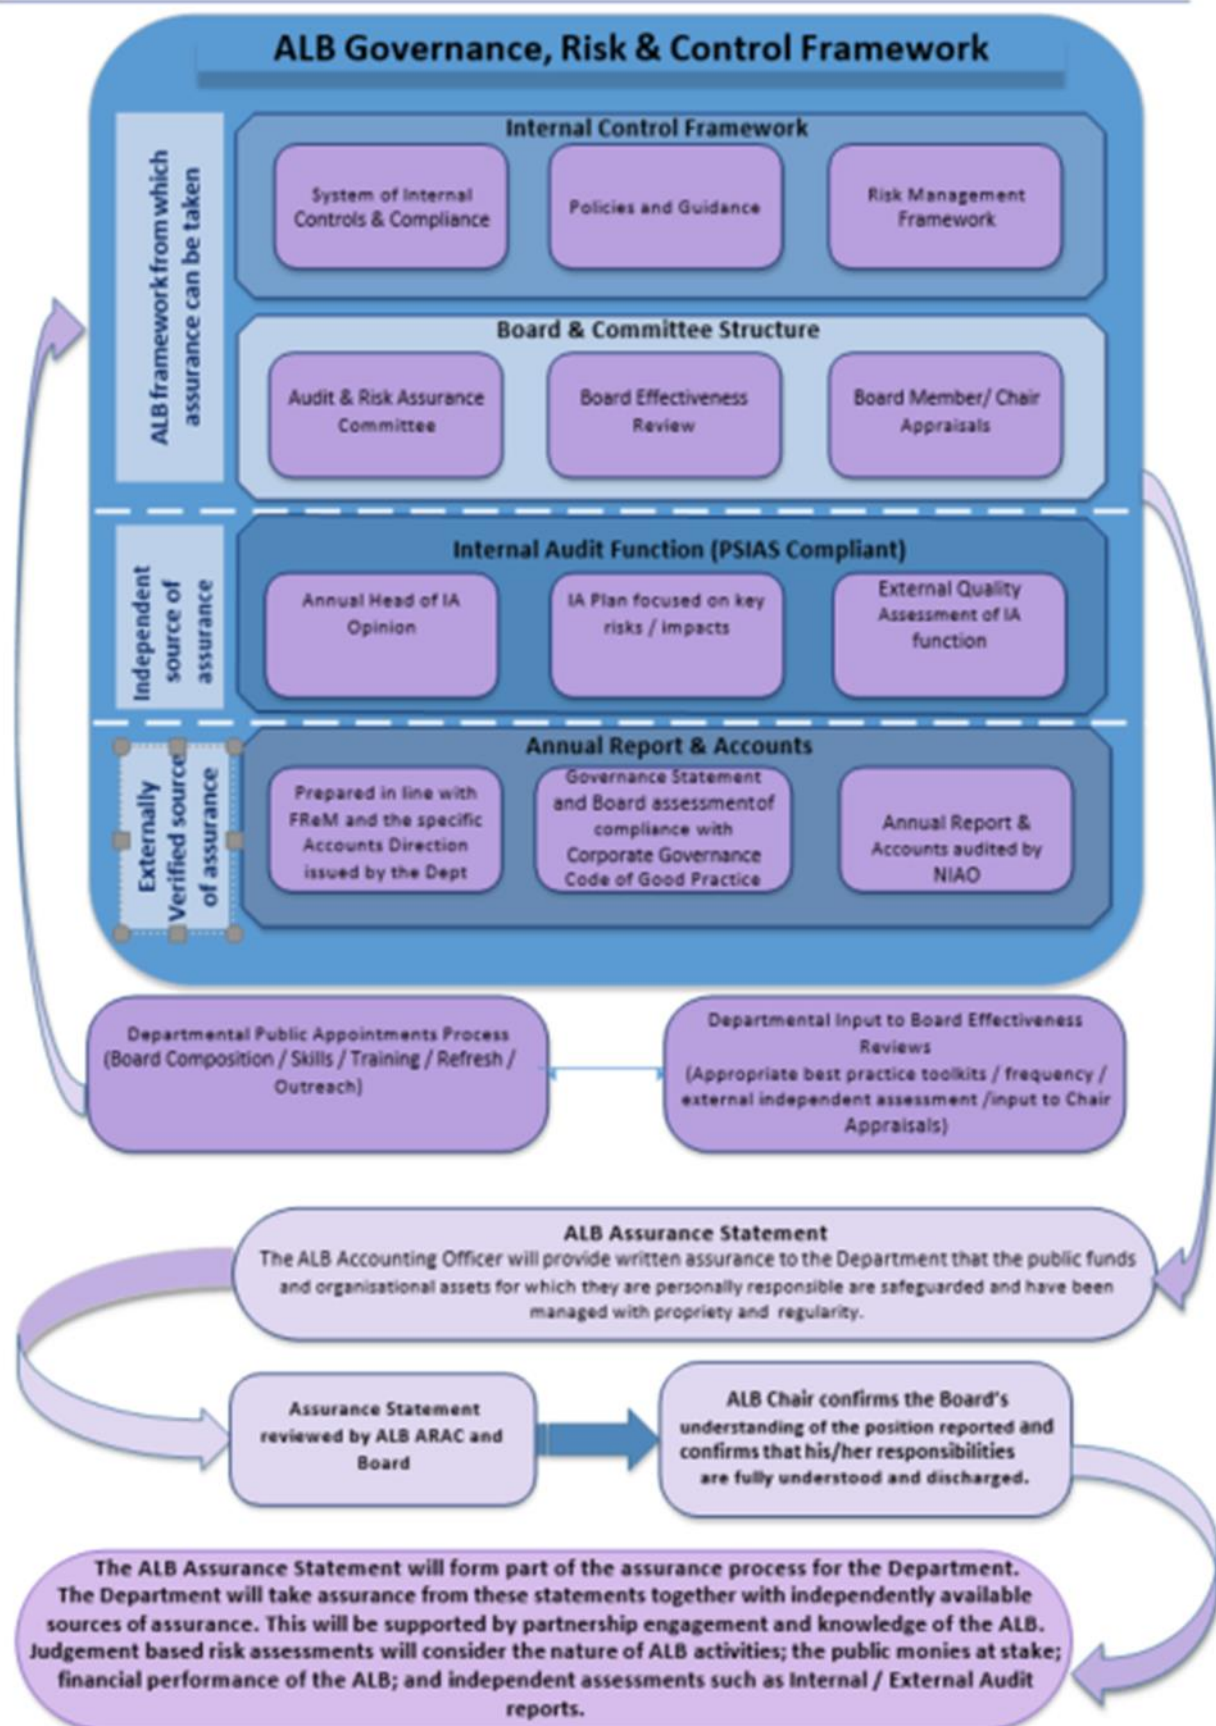 ALB Governance, Risk & Control Framework
ALB framework from which
assurance can be taken
Internal Control Framework
System of Internal
Controls & Compliance
Policies and Guidance
Risk Management
Framework
Board & Committee Structure
Audit & Risk Assurance
Committee
Board Effectiveness
Review
Board Member/ Chair
Appraisals
Independent
source of
assurance
Internal Audit Function (PSIAS Compliant)
Annual Head of IA
Opinion
IA Plan focused on key
risks / impacts
External Quality
Assessment of IA
function
Externally
Verified source
of assurance
Annual Report & Accounts
Prepared in line with
FReM and the specific
Accounts Direction
issued by the Dept
Governance Statement
and Board assessment of
compliance with
Corporate Governance
Code of Good Practice
Annual Report &
Accounts audited by
NIAO
Departmental Public Appointments Process
(Board Composition / Skills / Training / Refresh /
Outreach)
Departmental Input to Board Effectiveness
Reviews
(Appropriate best practice toolkits / frequency /
external independent assessment /input to Chair
Appraisals)
ALB Assurance Statement
The ALB Accounting Officer will provide written assurance to the Department that the public funds
and organisational assets for which they are personally responsible are safeguarded and have been
managed with propriety and regularity.
Assurance Statement
reviewed by ALB ARAC and
Board
ALB Chair confirms the Board's
understanding of the position reported and
confirms that his/her responsibilities
are fully understood and discharged.
The ALB Assurance Statement will form part of the assurance process for the Department.
The Department will take assurance from these statements together with independently available
sources of assurance. This will be supported by partnership engagement and knowledge of the ALB.
Judgement based risk assessments will consider the nature of ALB activities; the public monies at stake;
financial performance of the ALB; and independent assessments such as Internal / External Audit
reports.